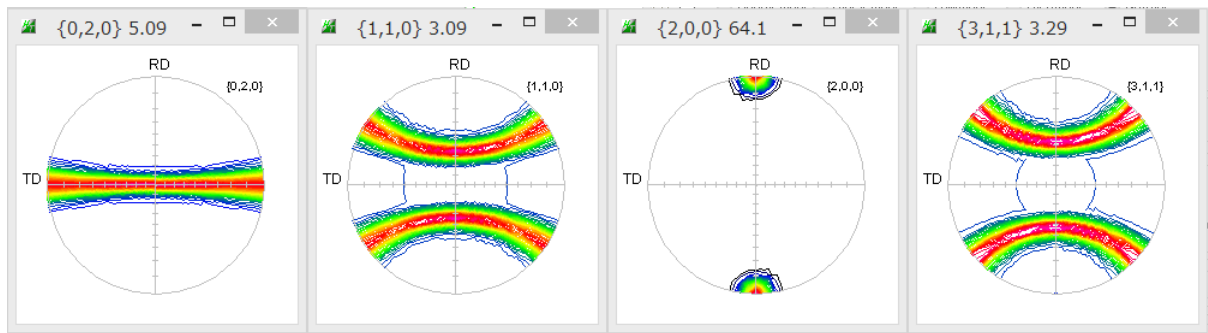 {0,2,0} 5.09
RD
{0,2,0}
TD
{1,1,0} 3.09
RD
{1,1,0}
TD
{2,0,0} 64.1
RD
{2,0,0}
TD
{3,1,1} 3.29
RD
{3,1,1}
TD